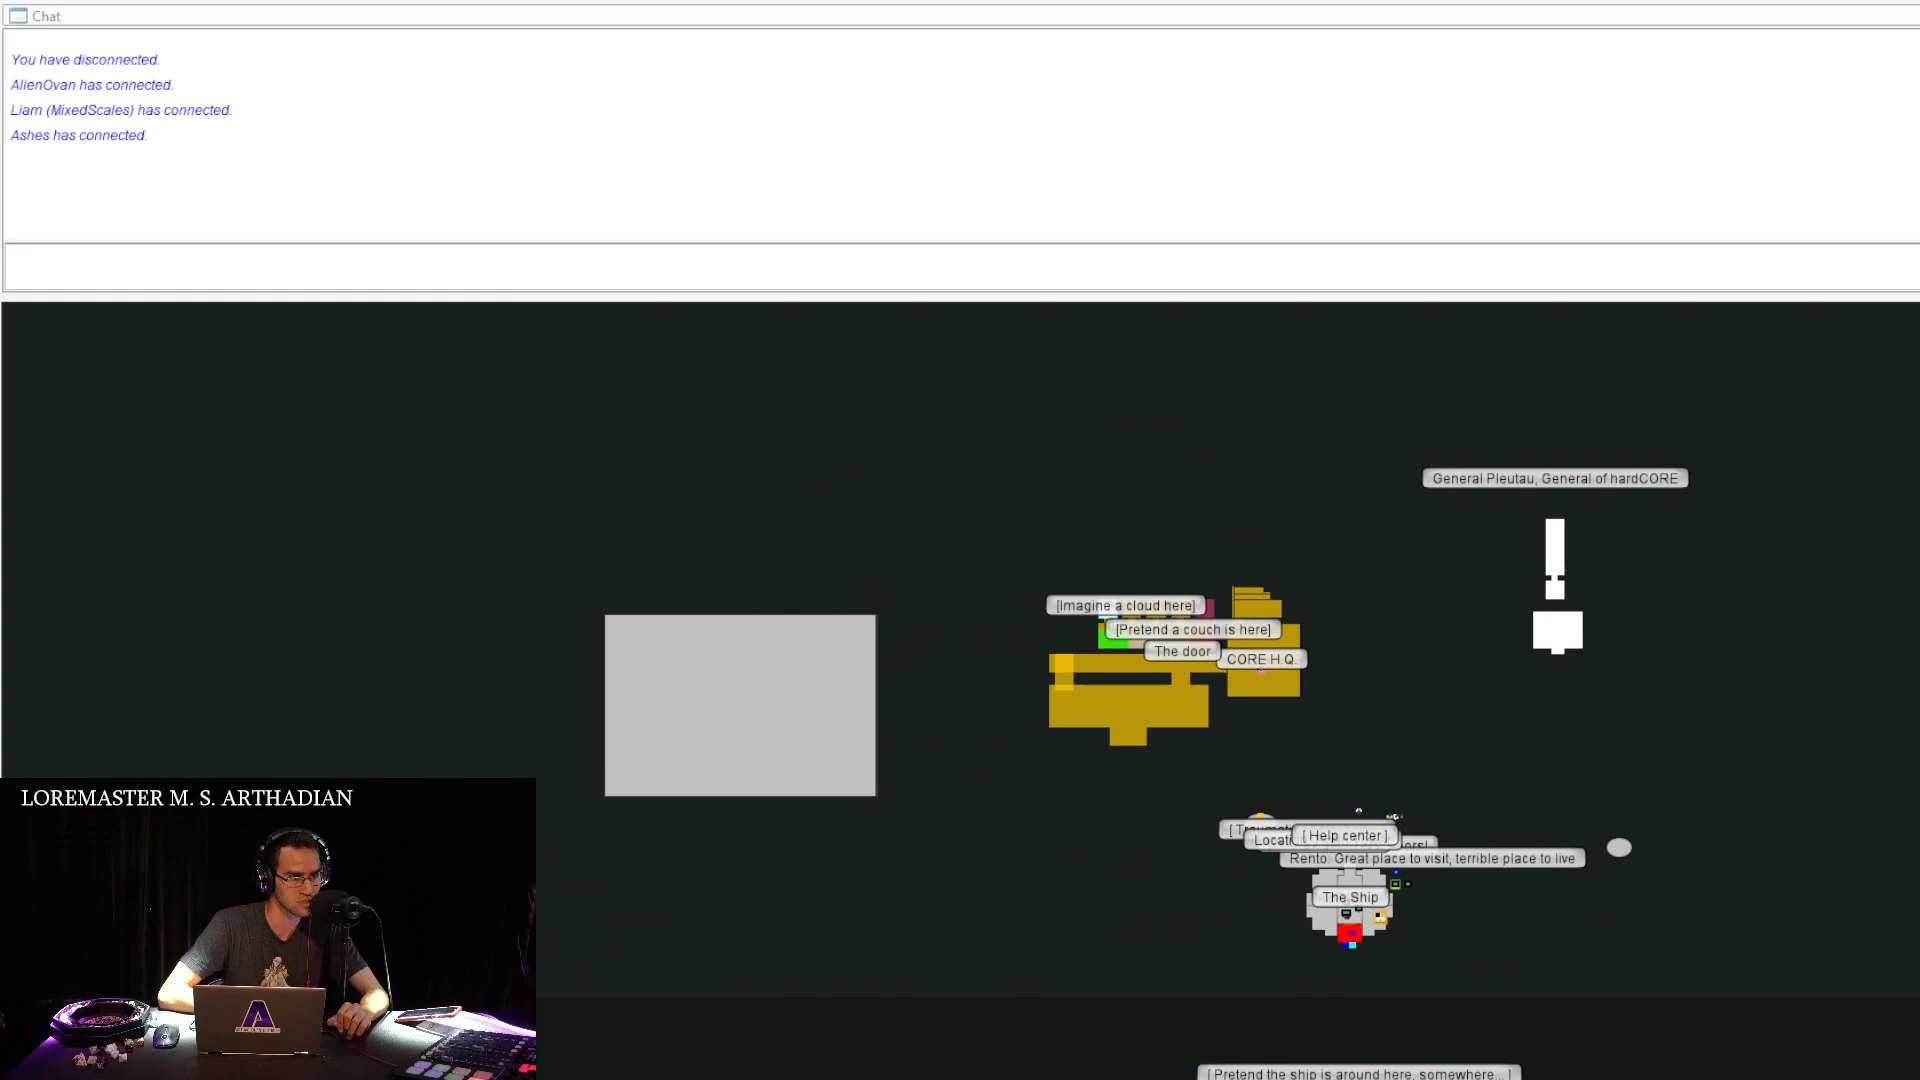 Chat
You have disconnected.
AlienOvan has connected.
Liam (MixedScales) has connected.
Ashes has connected.
General Pleutau, General of hardCORE
[Imagine a cloud here]
[Pretend a couch is here]
The door
CORE H.Q.
[ Help center ]
Rento: Great place to visit, terrible place to live
The Ship
LOREMASTER M. S. ARTHADIAN
[ Pretend the ship is around here, somewhere... ]